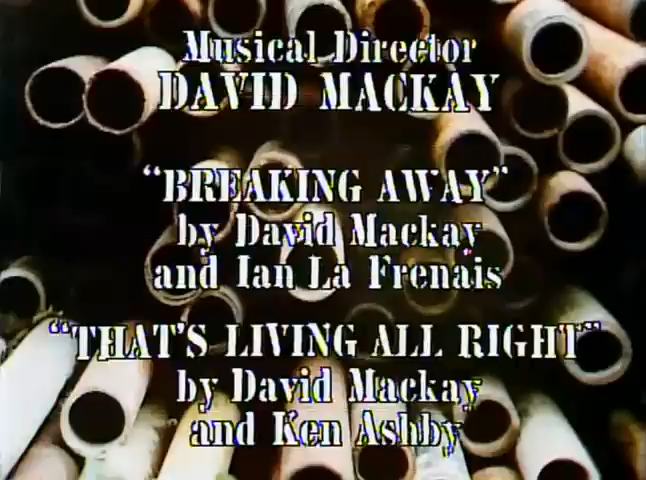 Musical Director
DAVID MACKAY
“BREAKING AWAY”
by David Mackay
and Ian La Frenais
“THAT'S LIVING ALL RIGHT”
by David Mackay
and Ken Ashby